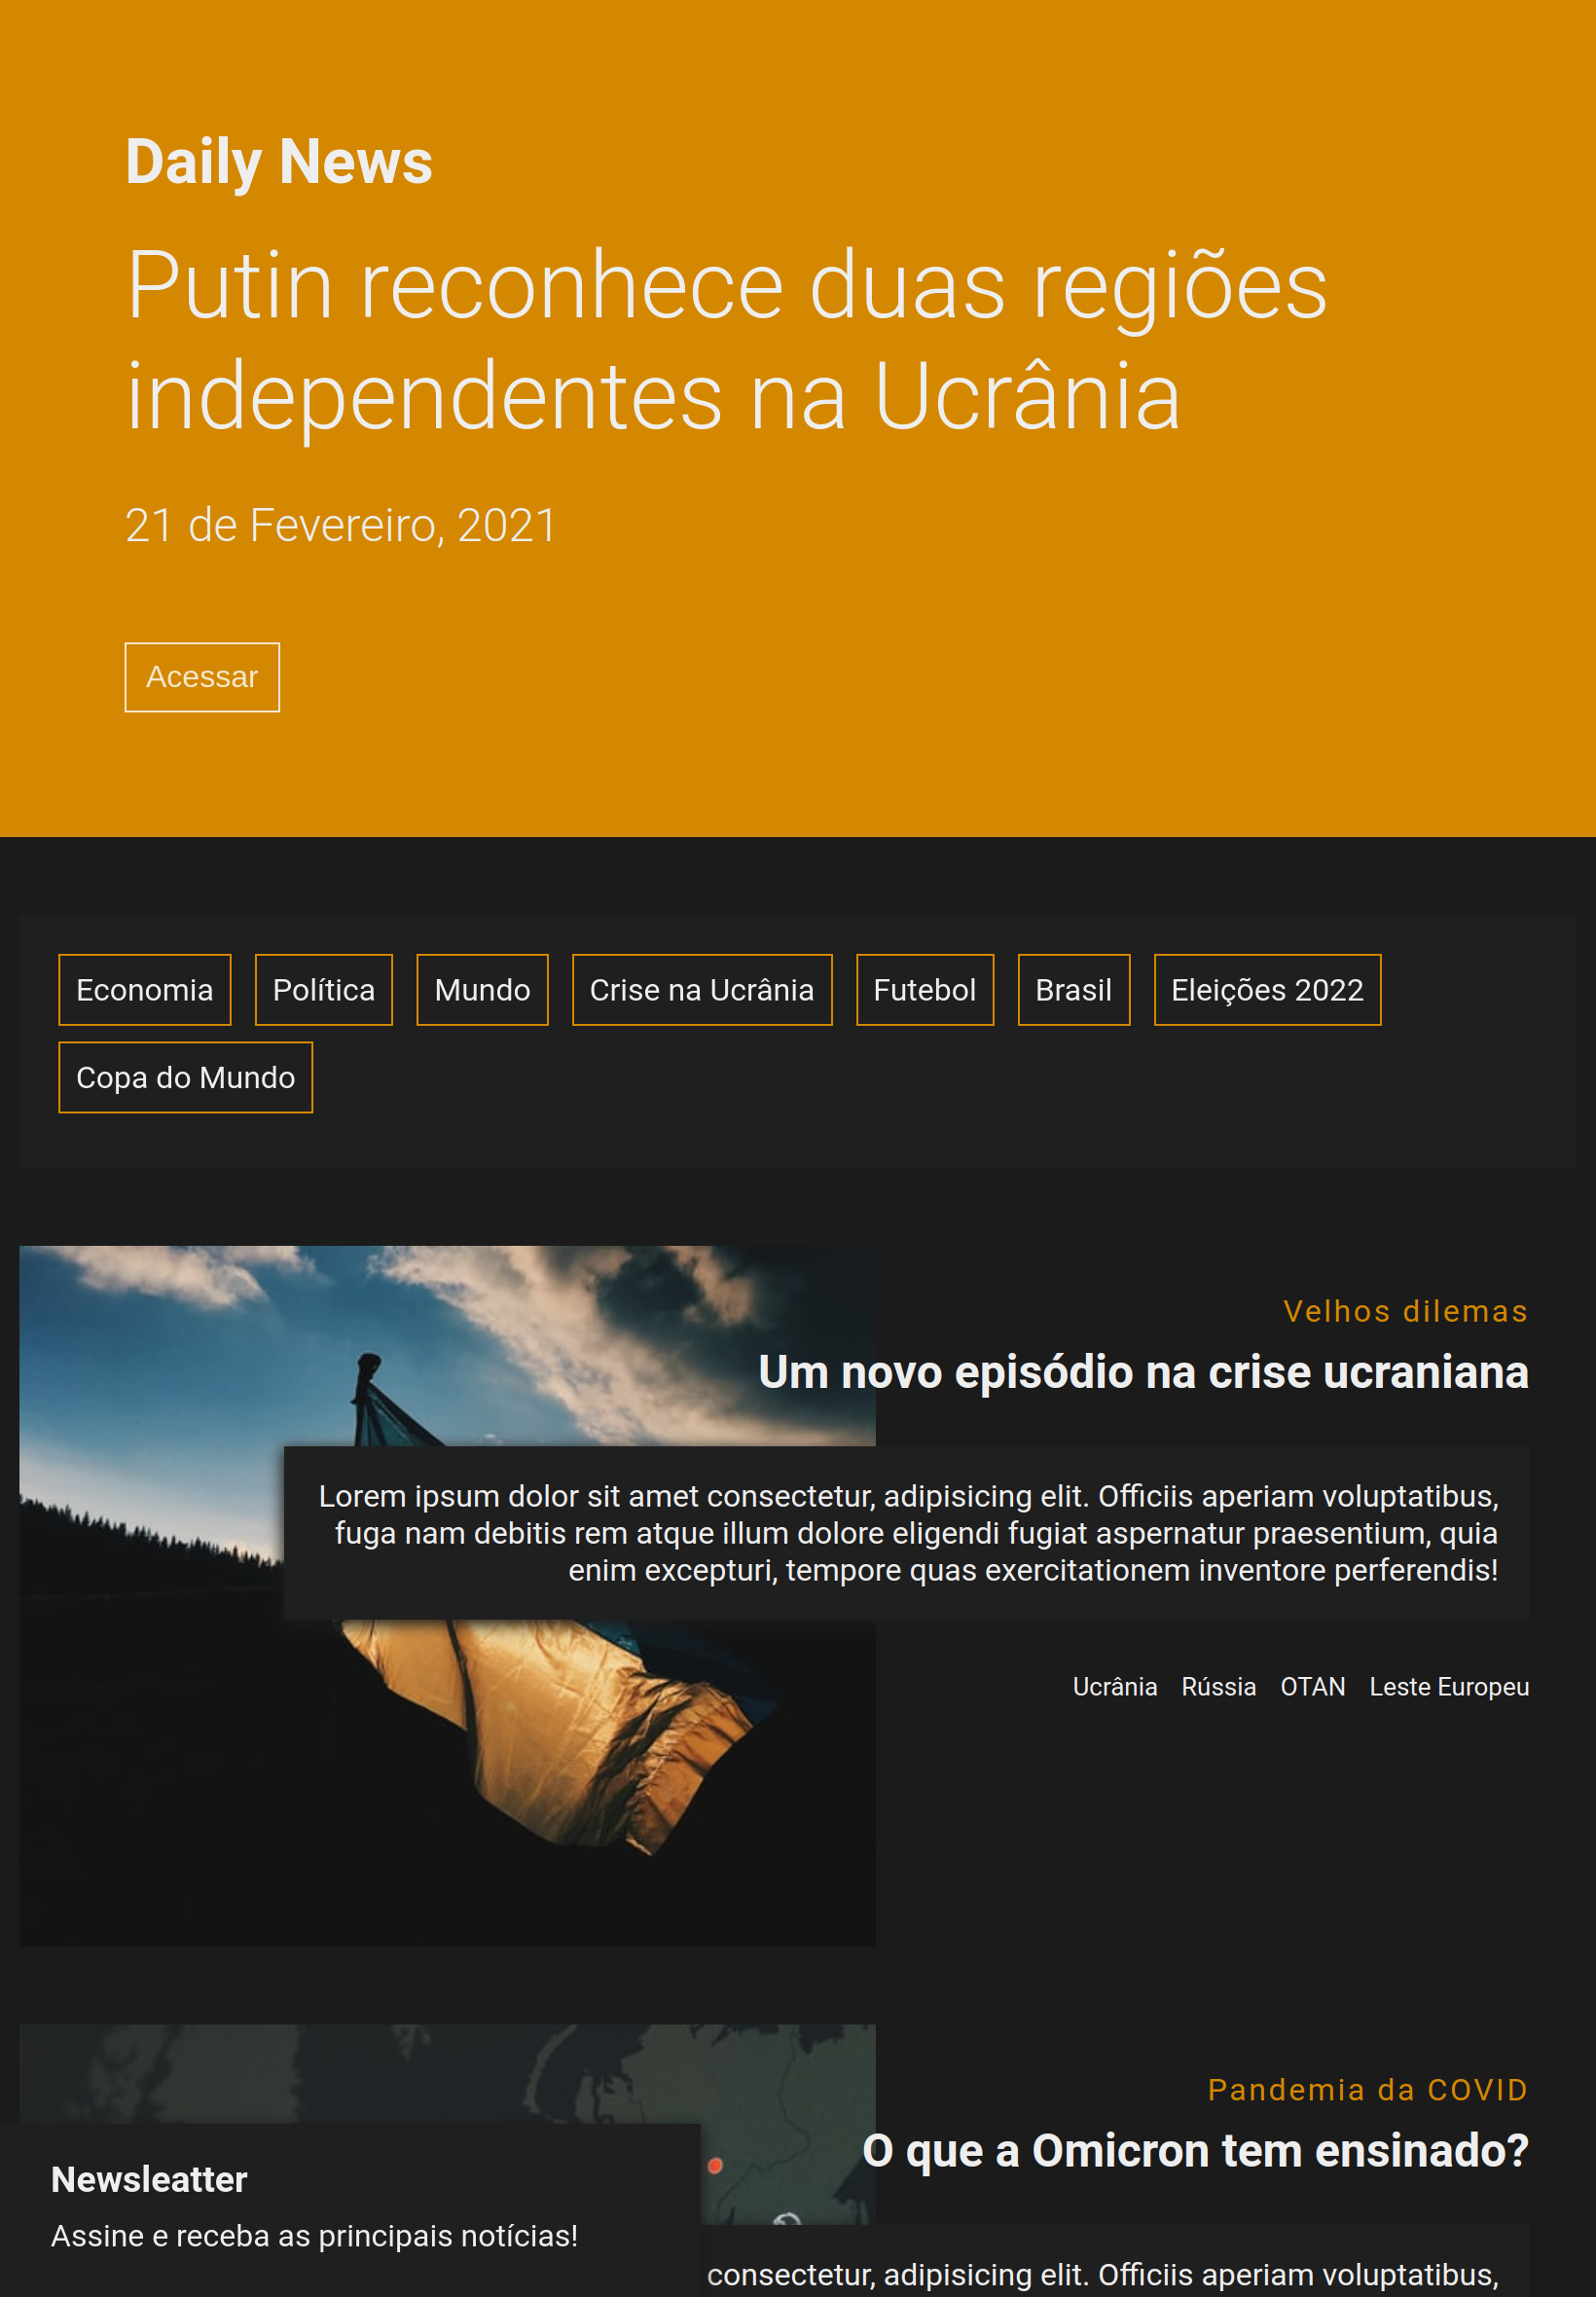 Daily News
Putin reconhece duas regiões
independentes na Ucrânia
21 de Fevereiro, 2021
Acessar
Economia Política Mundo Crise na Ucrânia Futebol Brasil Eleições 2022
Copa do Mundo
Velhos dilemas
Um novo episódio na crise ucraniana
Lorem ipsum dolor sit amet consectetur, adipisicing elit. Officiis aperiam voluptatibus,
fuga nam debitis rem atque illum dolore eligendi fugiat aspernatur praesentium, quia
enim excepturi, tempore quas exercitationem inventore perferendis!
Ucrânia Rússia OTAN Leste Europeu
Pandemia da COVID
O que a Omicron tem ensinado?
Newsleatter
Assine e receba as principais notícias!
consectetur, adipisicing elit. Officiis aperiam voluptatibus,